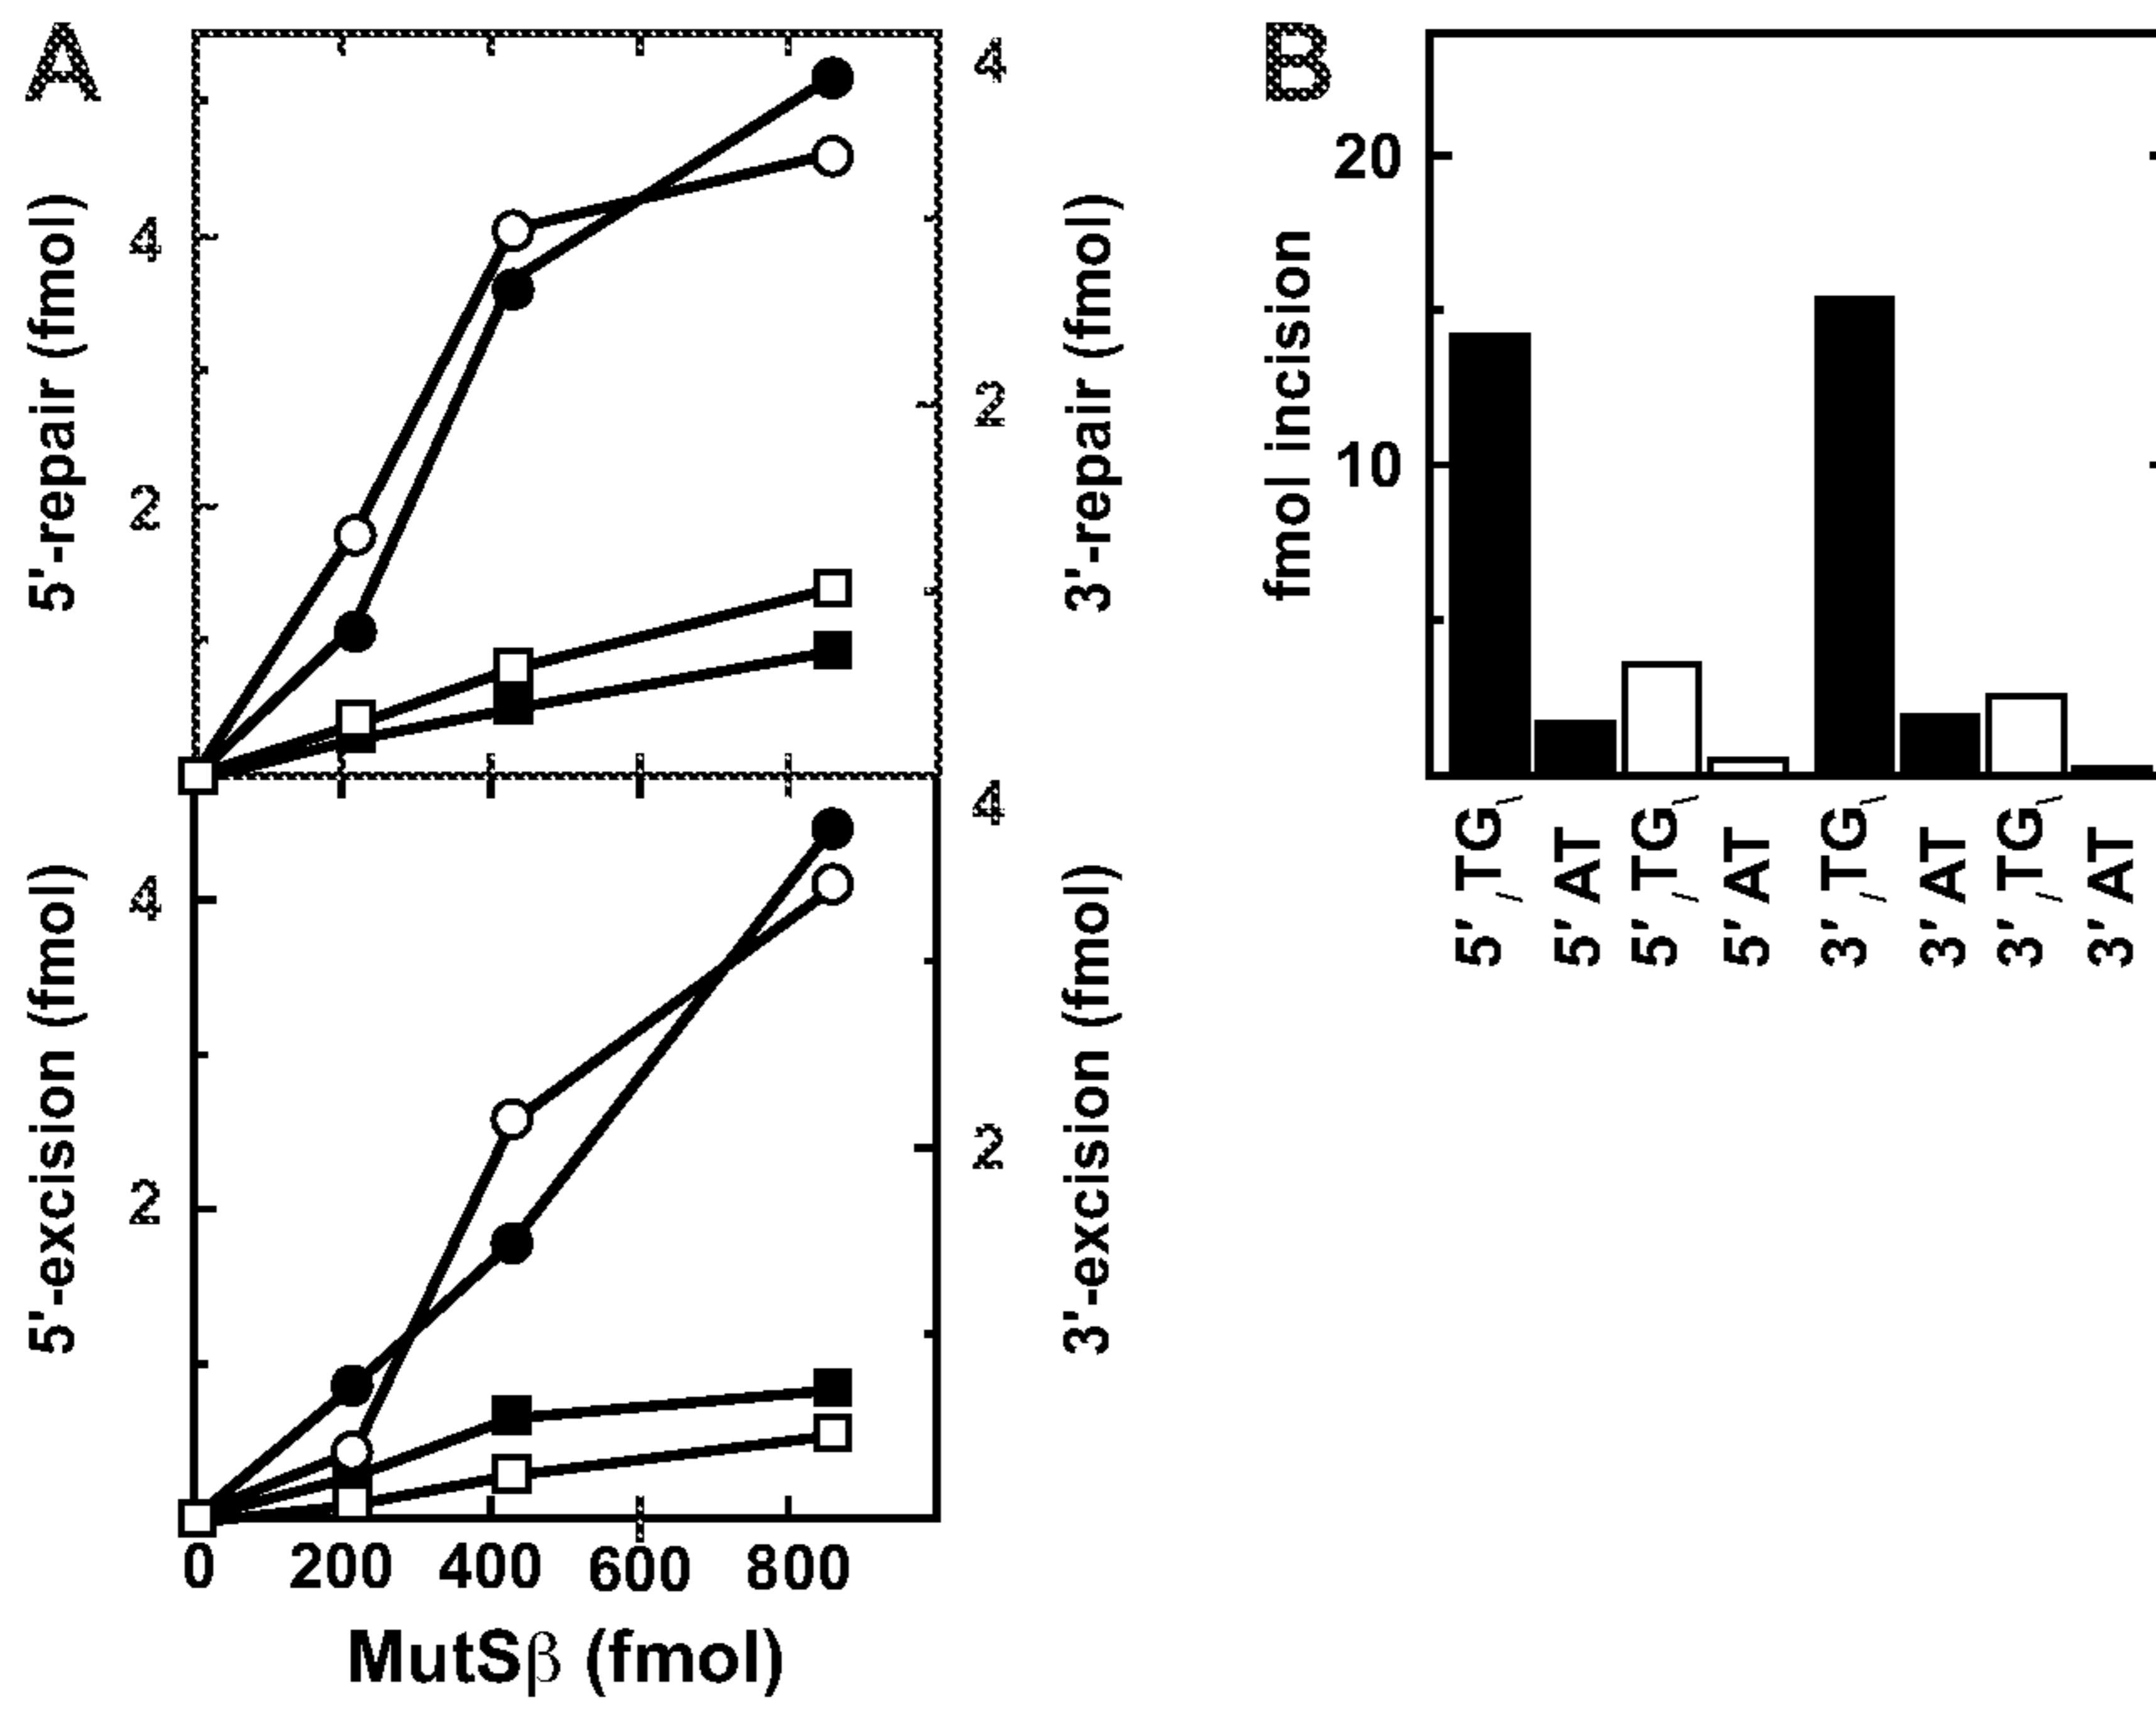 A
4
2
5'-repair (fmol)
4
2
3'-repair (fmol)
4
2
5'-excision (fmol)
4
2
3'-excision (fmol)
0 200 400 600 800
MutSβ (fmol)
B
20
10
fmol incision
5'/TG\
5'AT
5'/TG\
5'AT
3'/TG\
3'AT
3'/TG\
3'AT